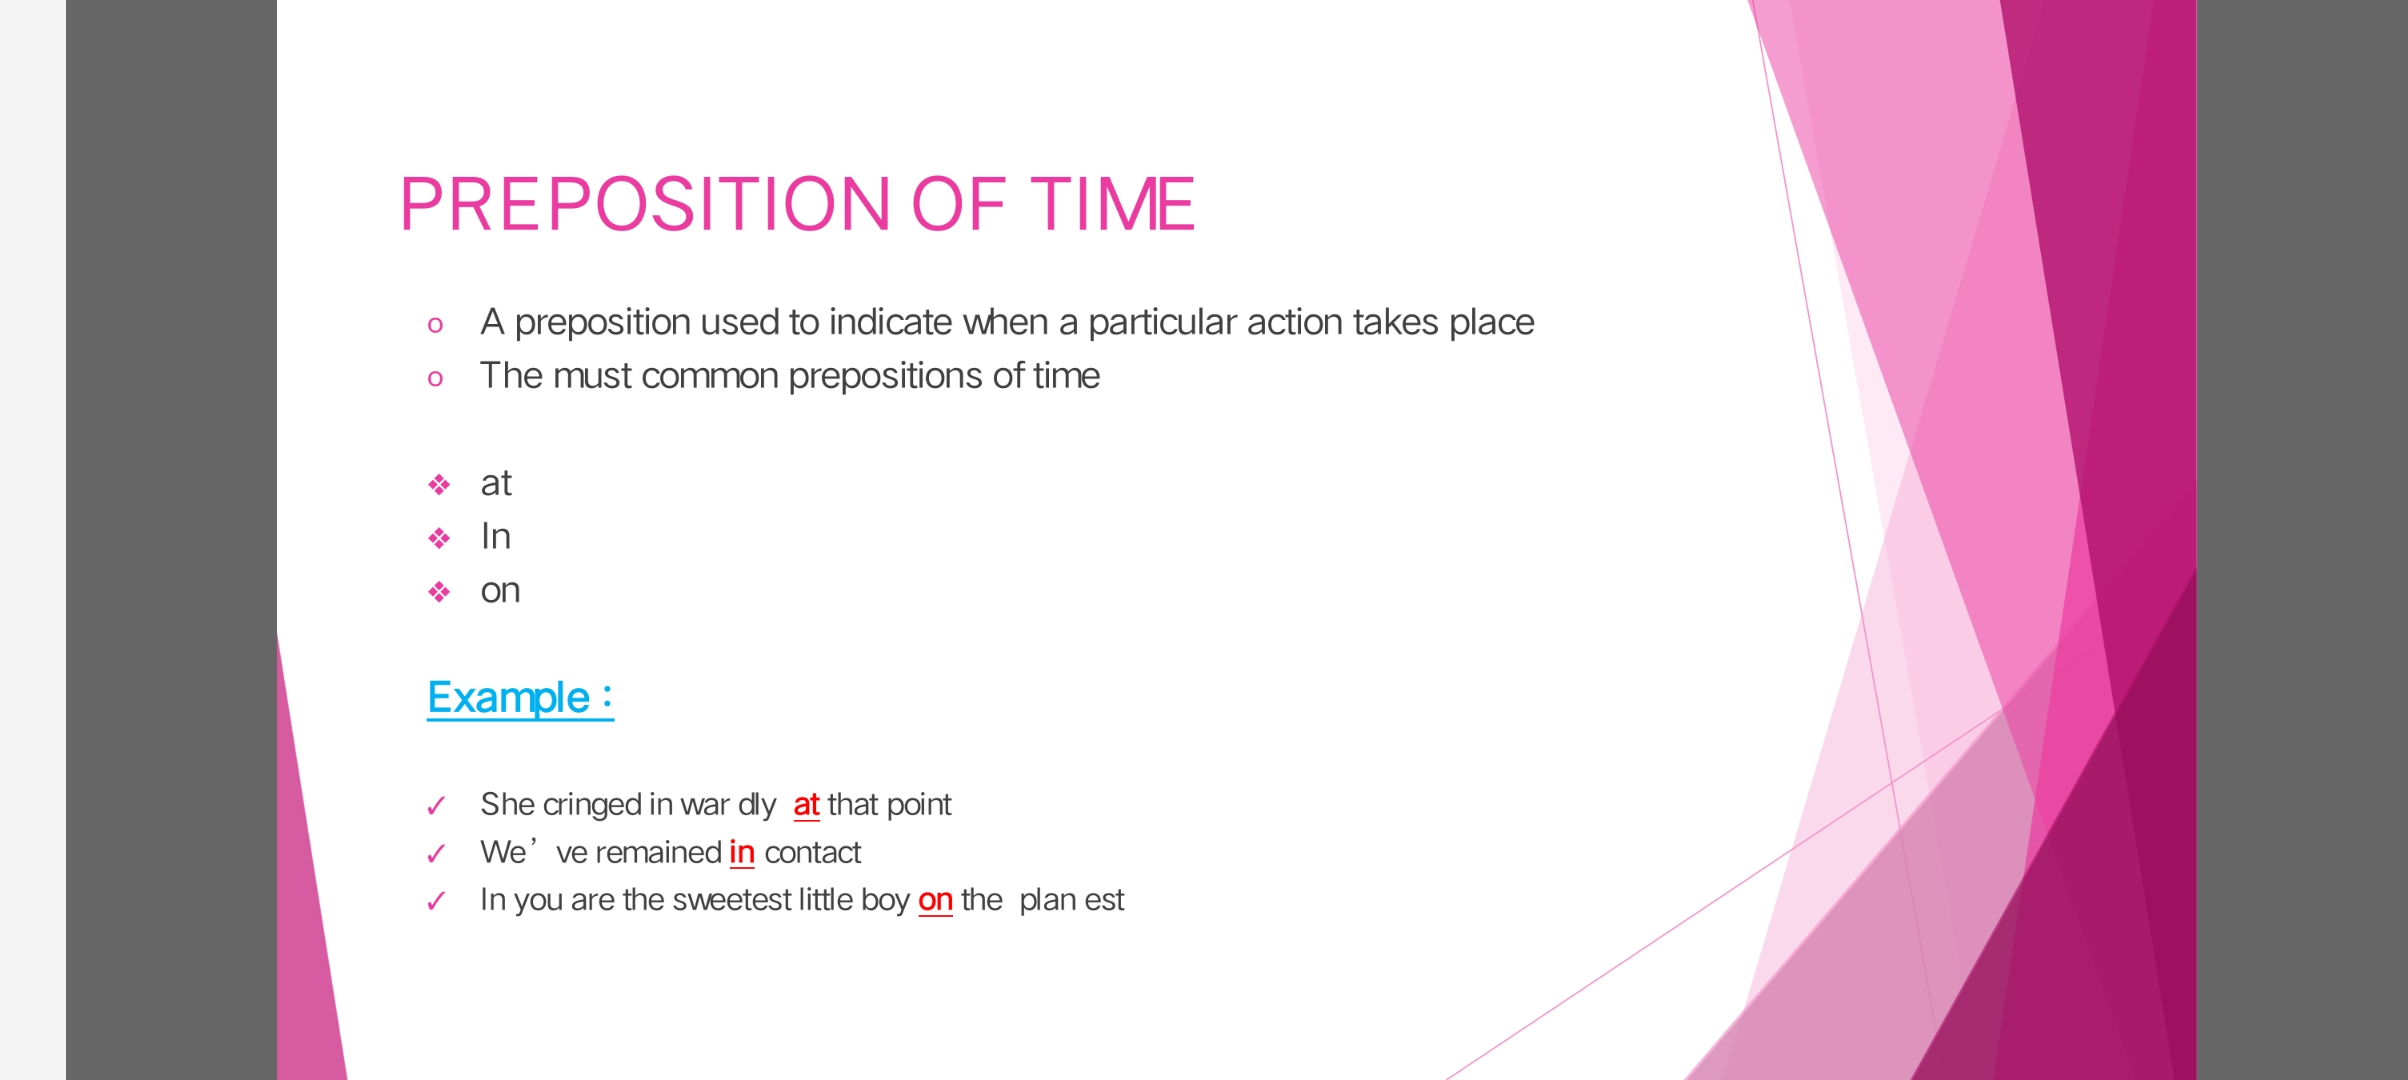 PREPOSITION OF TIME
o A preposition used to indicate when a particular action takes place
o The must common prepositions of time
❖ at
❖ In
❖ on
Example :
✓ She cringed in war dly at that point
✓ We’ ve remained in contact
✓ In you are the sweetest little boy on the plan est